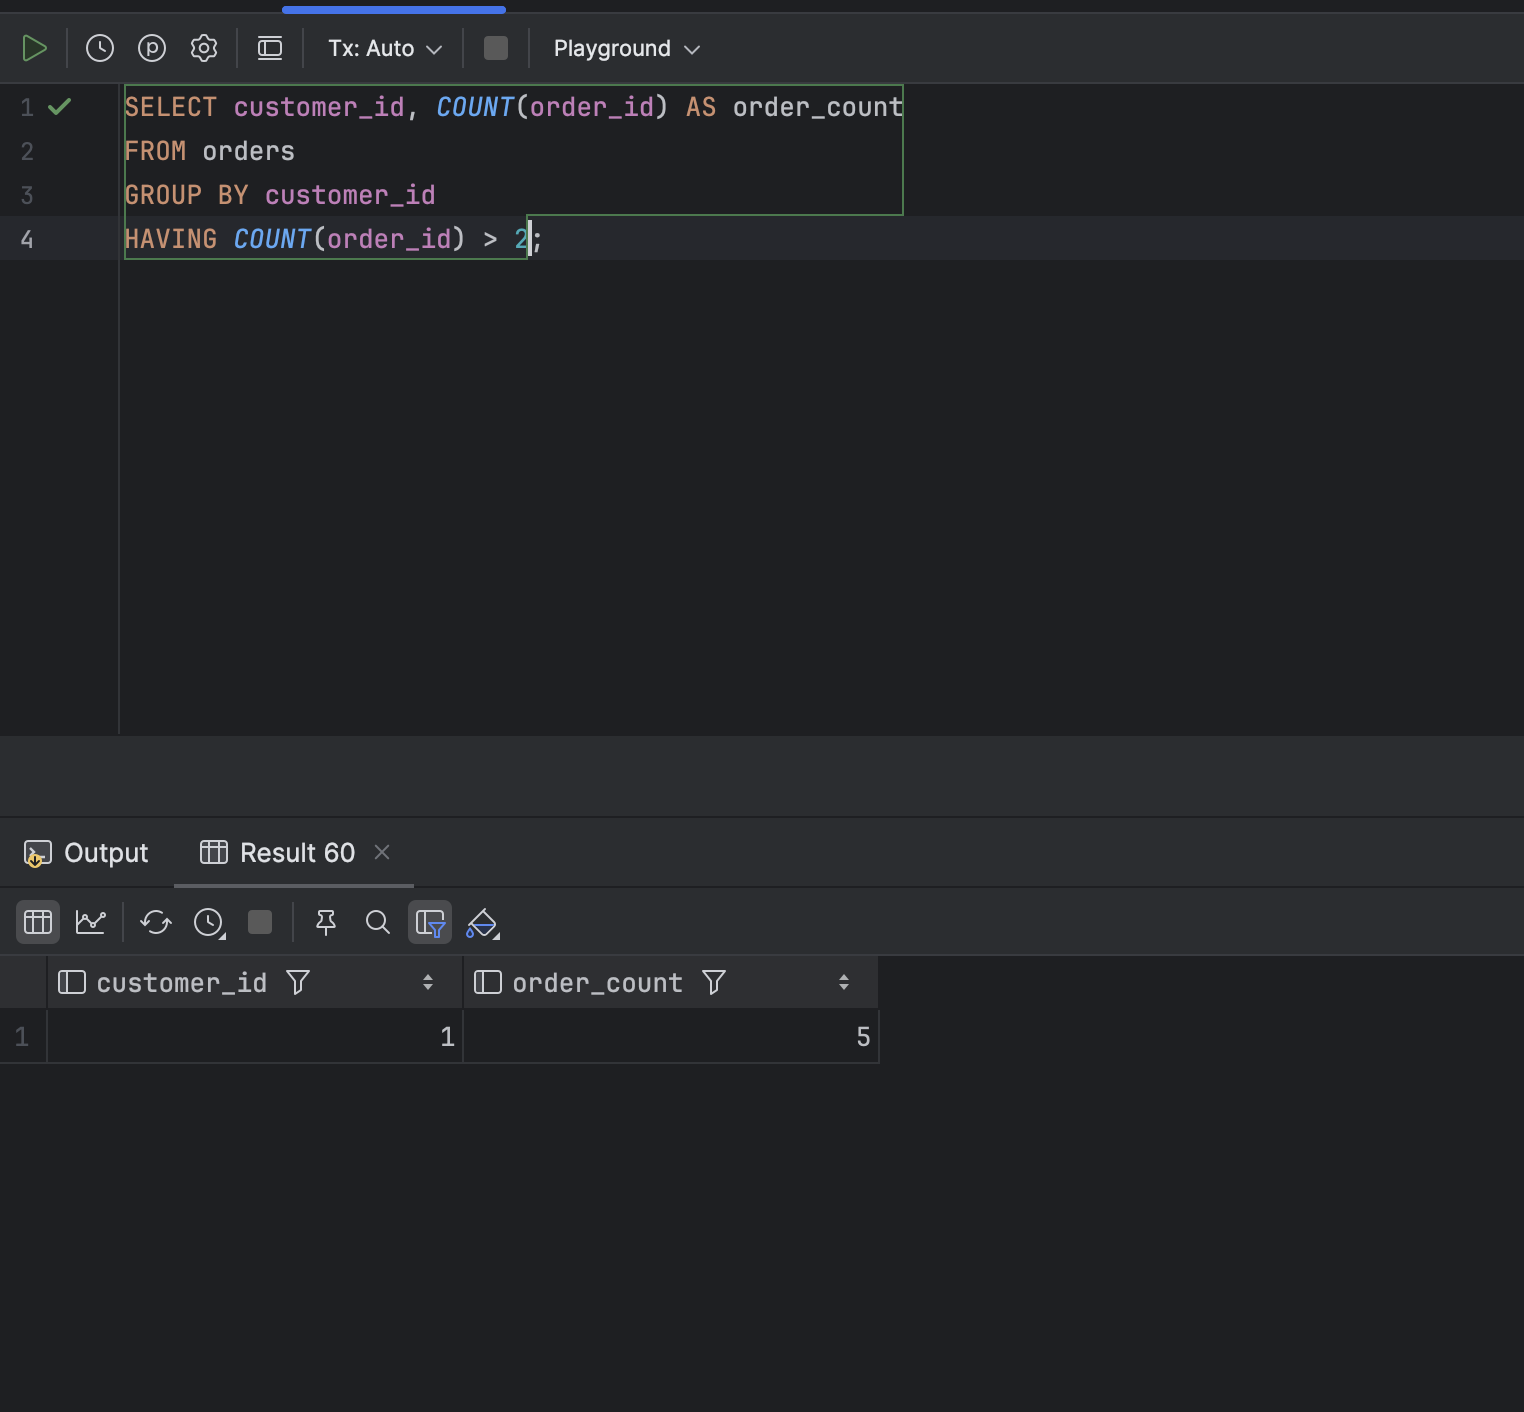 Tx: Auto
Playground
1 SELECT customer_id, COUNT(order_id) AS order_count
2 FROM orders
3 GROUP BY customer_id
4 HAVING COUNT(order_id) > 2;
Output
Result 60
customer_id
order_count
1 1 5